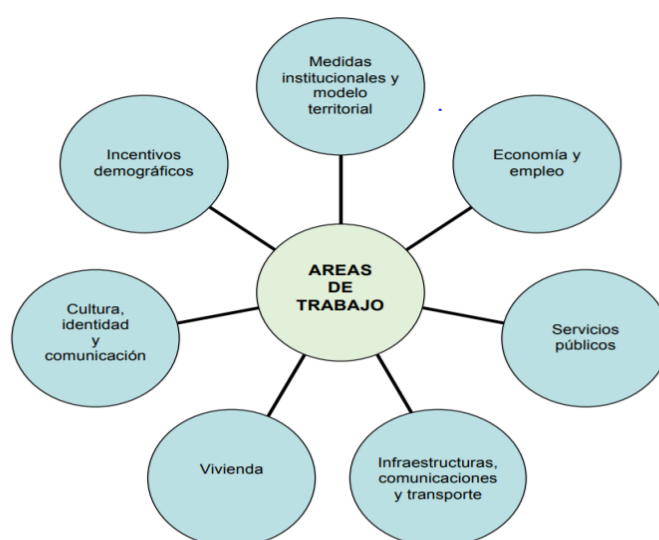 Medidas
institucionales y
modelo
territorial
Incentivos
demográficos
Economía y
empleo
AREAS
DE
TRABAJO
Cultura,
identidad
y
comunicación
Servicios
públicos
Vivienda
Infraestructuras,
comunicaciones
y transporte